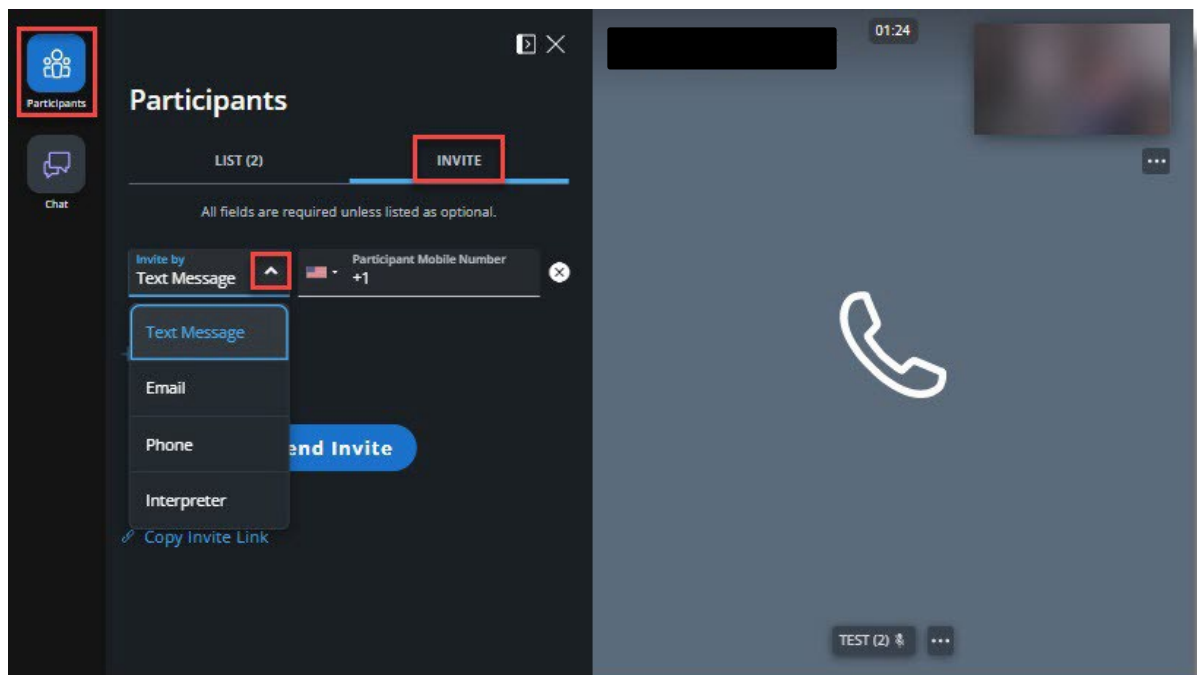 Participants
Chat
Participants
LIST (2)
INVITE
All fields are required unless listed as optional.
Invite by
Text Message
Participant Mobile Number
+1
Text Message
Email
Phone
Interpreter
end Invite
Copy Invite Link
01:24
TEST (2)